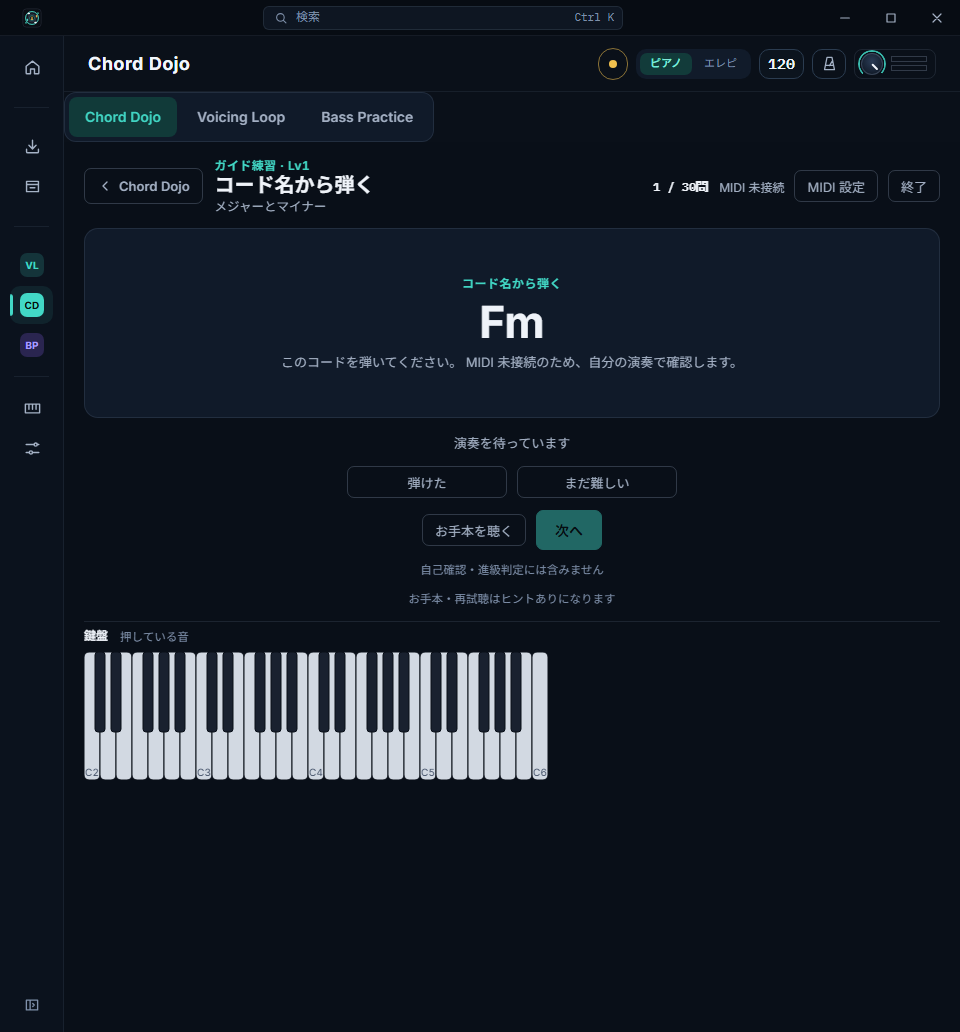 検索 Ctrl K
Chord Dojo
ピアノ エレピ 120
Chord Dojo Voicing Loop Bass Practice
ガイド練習 · Lv1
Chord Dojo コード名から弾く
メジャーとマイナー
1 / 30問 MIDI 未接続 MIDI 設定 終了
VL
CD
BP
コード名から弾く
Fm
このコードを弾いてください。 MIDI 未接続のため、自分の演奏で確認します。
演奏を待っています
弾けた まだ難しい
お手本を聴く 次へ
自己確認・進級判定には含みません
お手本・再試聴はヒントありになります
鍵盤 押している音
C2 C3 C4 C5 C6